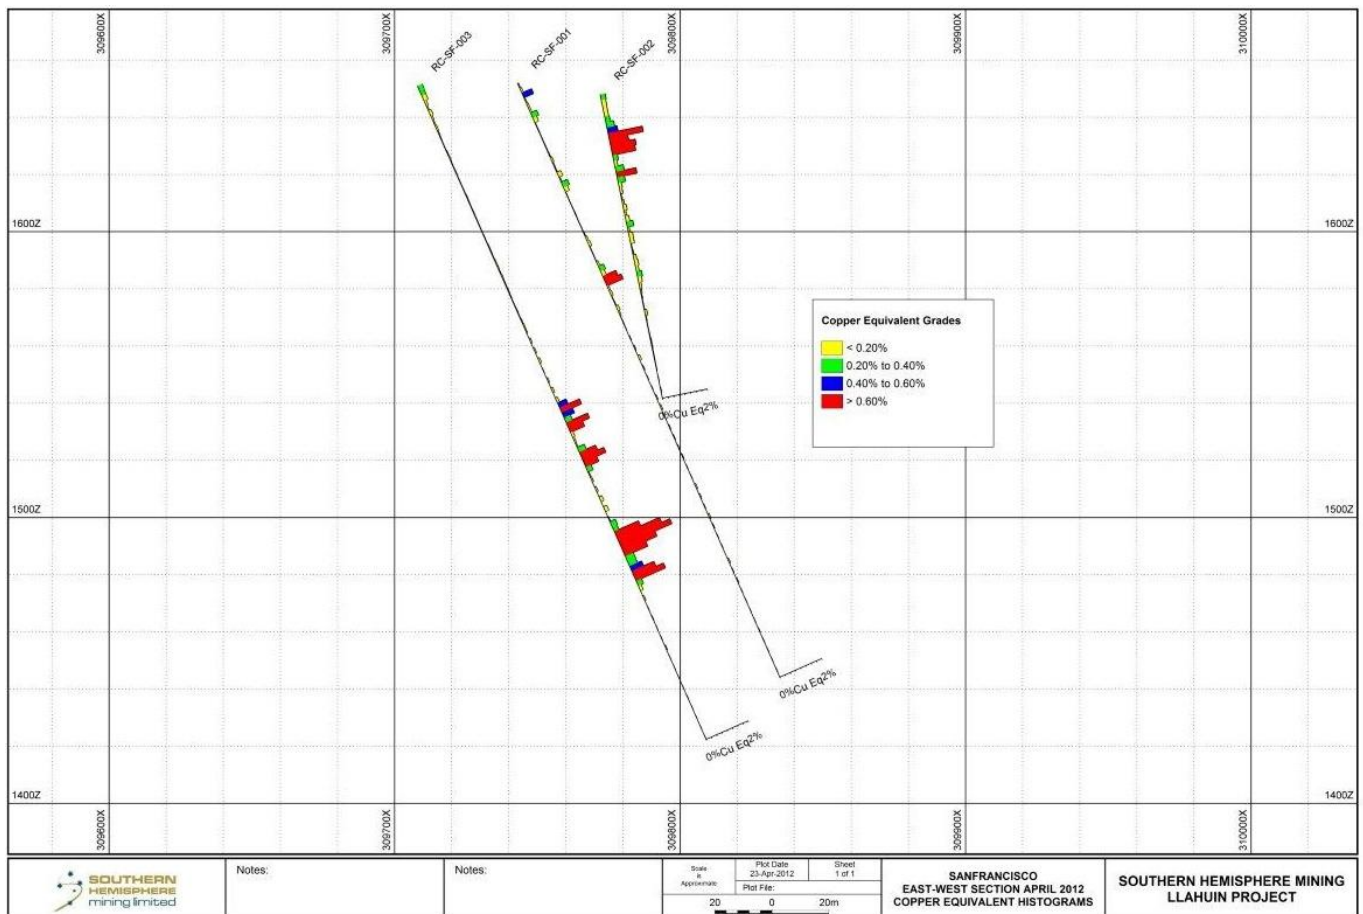 309600X
309700X
309800X
309900X
310000X
RC-SF-003
RC-SF-001
RC-SF-002
1600Z
1600Z
Copper Equivalent Grades
< 0.20%
0.20% to 0.40%
0.40% to 0.60%
> 0.60%
0%Cu Eq2%
1500Z
1500Z
0%Cu Eq2%
0%Cu Eq2%
1400Z
1400Z
309600X
309700X
309800X
309900X
310000X
SOUTHERN
HEMISPHERE
mining limited
Notes:
Notes:
Scale
is
Approximate
Plot Date
23-Apr-2012
Sheet
1 of 1
Plot File:
20 0 20m
SANFRANCISCO
EAST-WEST SECTION APRIL 2012
COPPER EQUIVALENT HISTOGRAMS
SOUTHERN HEMISPHERE MINING
LLAHUIN PROJECT